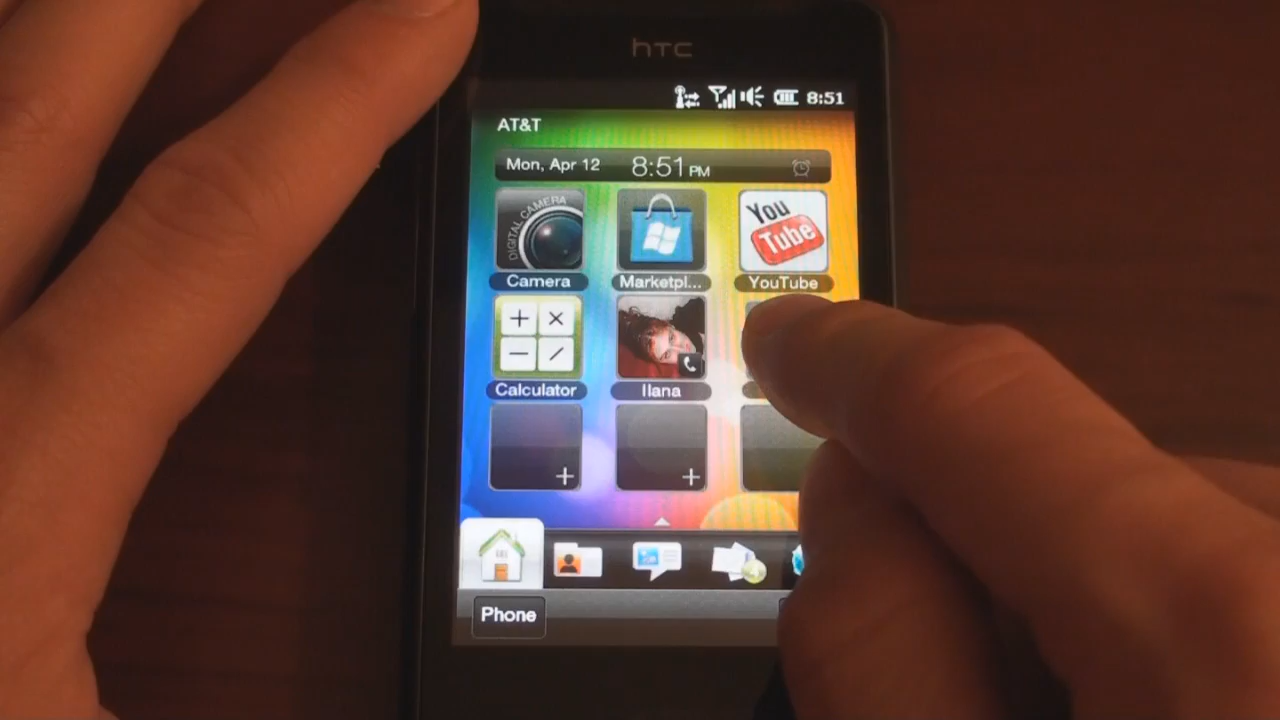 hTC
8:51
AT&T
Mon, Apr 12 8:51 PM
DIGITAL CAMERA
You
Tube
Camera Marketpl... YouTube
Calculator Ilana
Phone